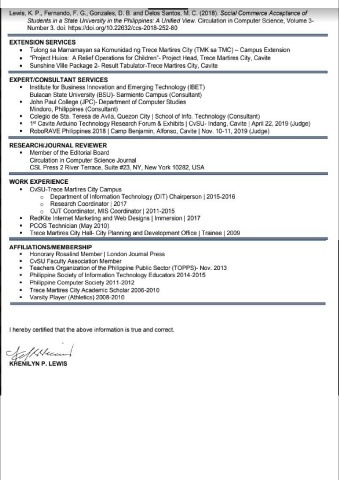 Lewis, K. P., Fernando, F. G., Gonzales, D. B. and Delos Santos, M. C. (2018). Social Commerce Acceptance of
Students in a State University in the Philippines: A Unified View. Circulation in Computer Science, Volume 3-
Number 3. doi: https://doi.org/10.22632/ccs-2018-252-80
EXTENSION SERVICES
• Tulong sa Mamamayan sa Komunidad ng Trece Martires City (TMK sa TMC) – Campus Extension
• "Project Huios: A Relief Operations for Children"- Project Head, Trece Martires City, Cavite
• Sunshine Ville Package 2- Result Tabulator-Trece Martires City, Cavite
EXPERT/CONSULTANT SERVICES
• Institute for Business Innovation and Emerging Technology (IBET)
Bulacan State University (BSU)- Sarmiento Campus (Consultant)
• John Paul College (JPC)- Department of Computer Studies
Mindoro, Philippines (Consultant)
• Colegio de Sta. Teresa de Avila, Quezon City | School of Info. Technology (Consultant)
• 1st Cavite Arduino Technology Research Forum & Exhibits | CvSU- Indang, Cavite | April 22, 2019 (Judge)
• RoboRAVE Philippines 2018 | Camp Benjamin, Alfonso, Cavite | Nov. 10-11, 2019 (Judge)
RESEARCH/JOURNAL REVIEWER
• Member of the Editorial Board
Circulation in Computer Science Journal
CSL Press 2 River Terrace, Suite #23, NY, New York 10282, USA
WORK EXPERIENCE
• CvSU-Trece Martires City Campus
o Department of Information Technology (DIT) Chairperson | 2015-2016
o Research Coordinator | 2017
o OJT Coordinator, MIS Coordinator | 2011-2015
• RedKite Internet Marketing and Web Designs | Immersion | 2017
• PCOS Technician (May 2010)
• Trece Martires City Hall- City Planning and Development Office | Trainee | 2009
AFFILIATIONS/MEMBERSHIP
• Honorary Rosalind Member | London Journal Press
• CvSU Faculty Association Member
• Teachers Organization of the Philippine Public Sector (TOPPS)- Nov. 2013
• Philippine Society of Information Technology Educators 2014-2015
• Philippine Computer Society 2011-2012
• Trece Martires City Academic Scholar 2006-2010
• Varsity Player (Athletics) 2008-2010
I hereby certified that the above information is true and correct.
KHENILYN P. LEWIS